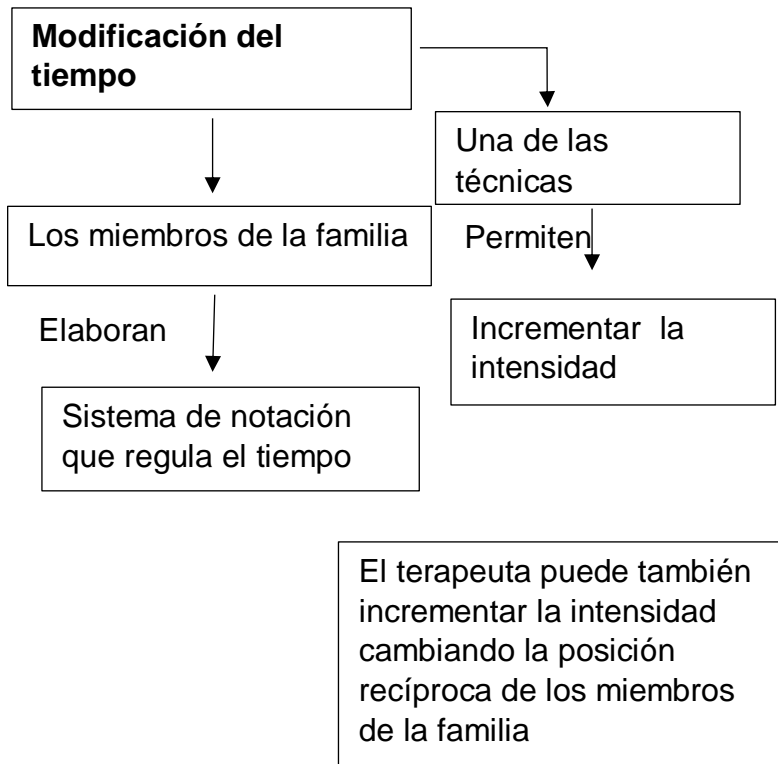 Modificación del
tiempo
Una de las
técnicas
Los miembros de la familia
Permiten
Elaboran
Incrementar la
intensidad
Sistema de notación
que regula el tiempo
El terapeuta puede también
incrementar la intensidad
cambiando la posición
recíproca de los miembros
de la familia